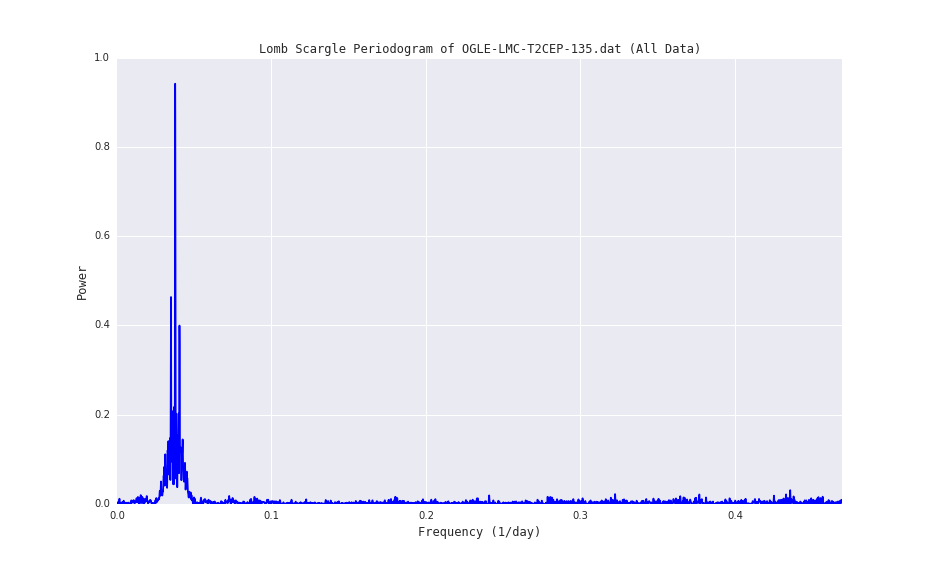 Lomb Scargle Periodogram of OGLE-LMC-T2CEP-135.dat (All Data)
1.0
0.8
0.6
0.4
0.2
0.0
Power
0.0 0.1 0.2 0.3 0.4
Frequency (1/day)